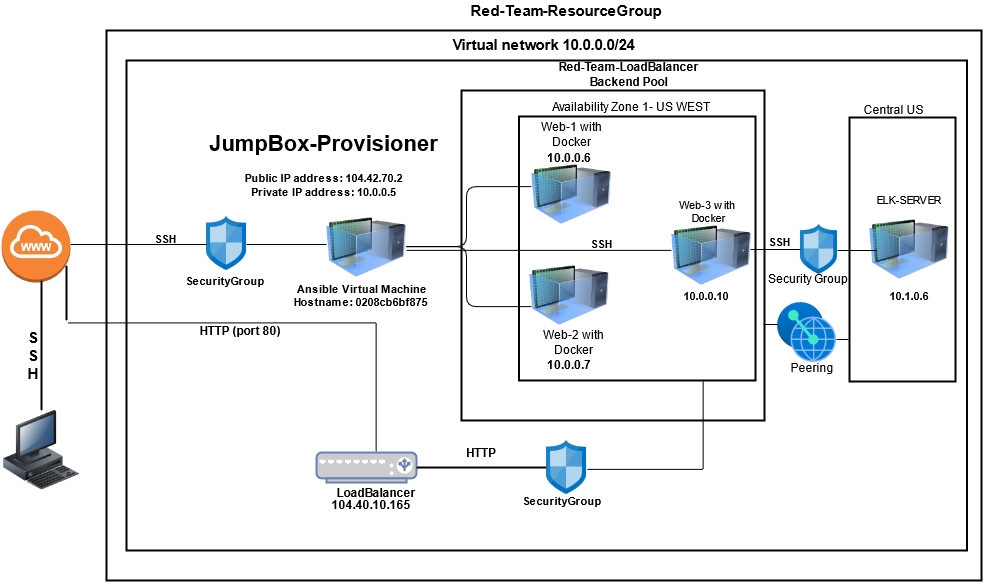 Red-Team-ResourceGroup
Virtual network 10.0.0.0/24
Red-Team-LoadBalancer
Backend Pool
Availability Zone 1- US WEST
Central US
JumpBox-Provisioner
Public IP address: 104.42.70.2
Private IP address: 10.0.0.5
Web-1 with
Docker
10.0.0.6
Web-3 with
Docker
ELK-SERVER
WWW
SSH
SSH
SSH
SecurityGroup
Security Group
Ansible Virtual Machine
Hostname: 0208cb6bf875
10.0.0.10
10.1.0.6
HTTP (port 80)
Web-2 with
Docker
10.0.0.7
Peering
S
S
H
HTTP
LoadBalancer
104.40.10.165
SecurityGroup